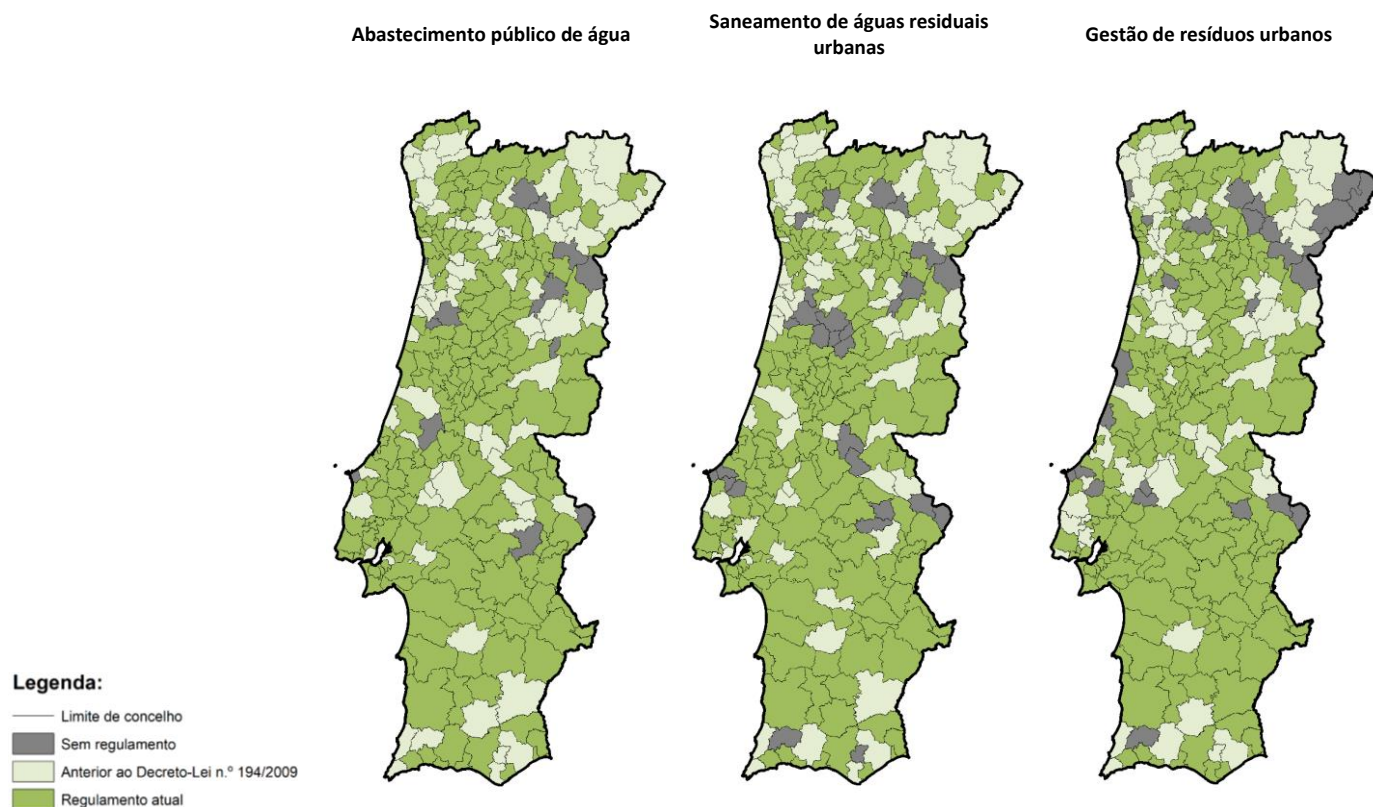 Abastecimento público de água
Saneamento de águas residuais
urbanas
Gestão de resíduos urbanos
Legenda:
Limite de concelho
Sem regulamento
Anterior ao Decreto-Lei n.º 194/2009
Regulamento atual